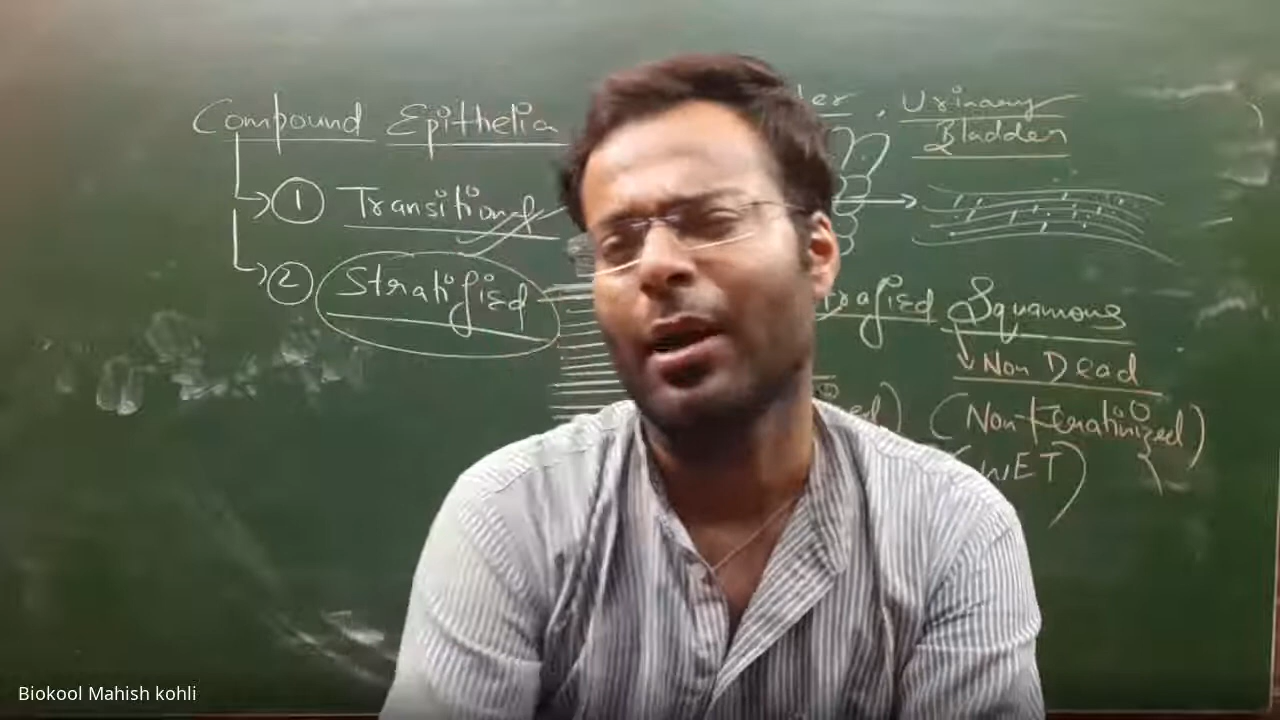 Compound Epithelia
, Urinary
Bladder
① Transitional
② Stratified
Squamous
Non Dead
(Non Keratinized)
(WET)
Biokool Mahish kohli